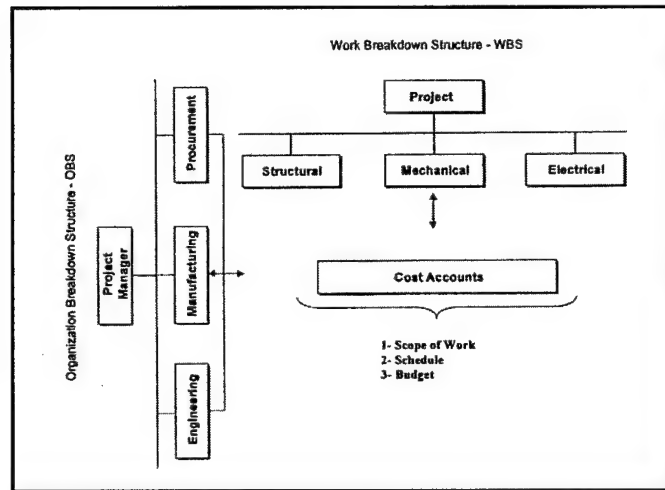 Work Breakdown Structure - WBS
Project
Structural
Mechanical
Electrical
Organization Breakdown Structure - OBS
Project
Manager
Procurement
Manufacturing
Engineering
Cost Accounts
1- Scope of Work
2- Schedule
3- Budget